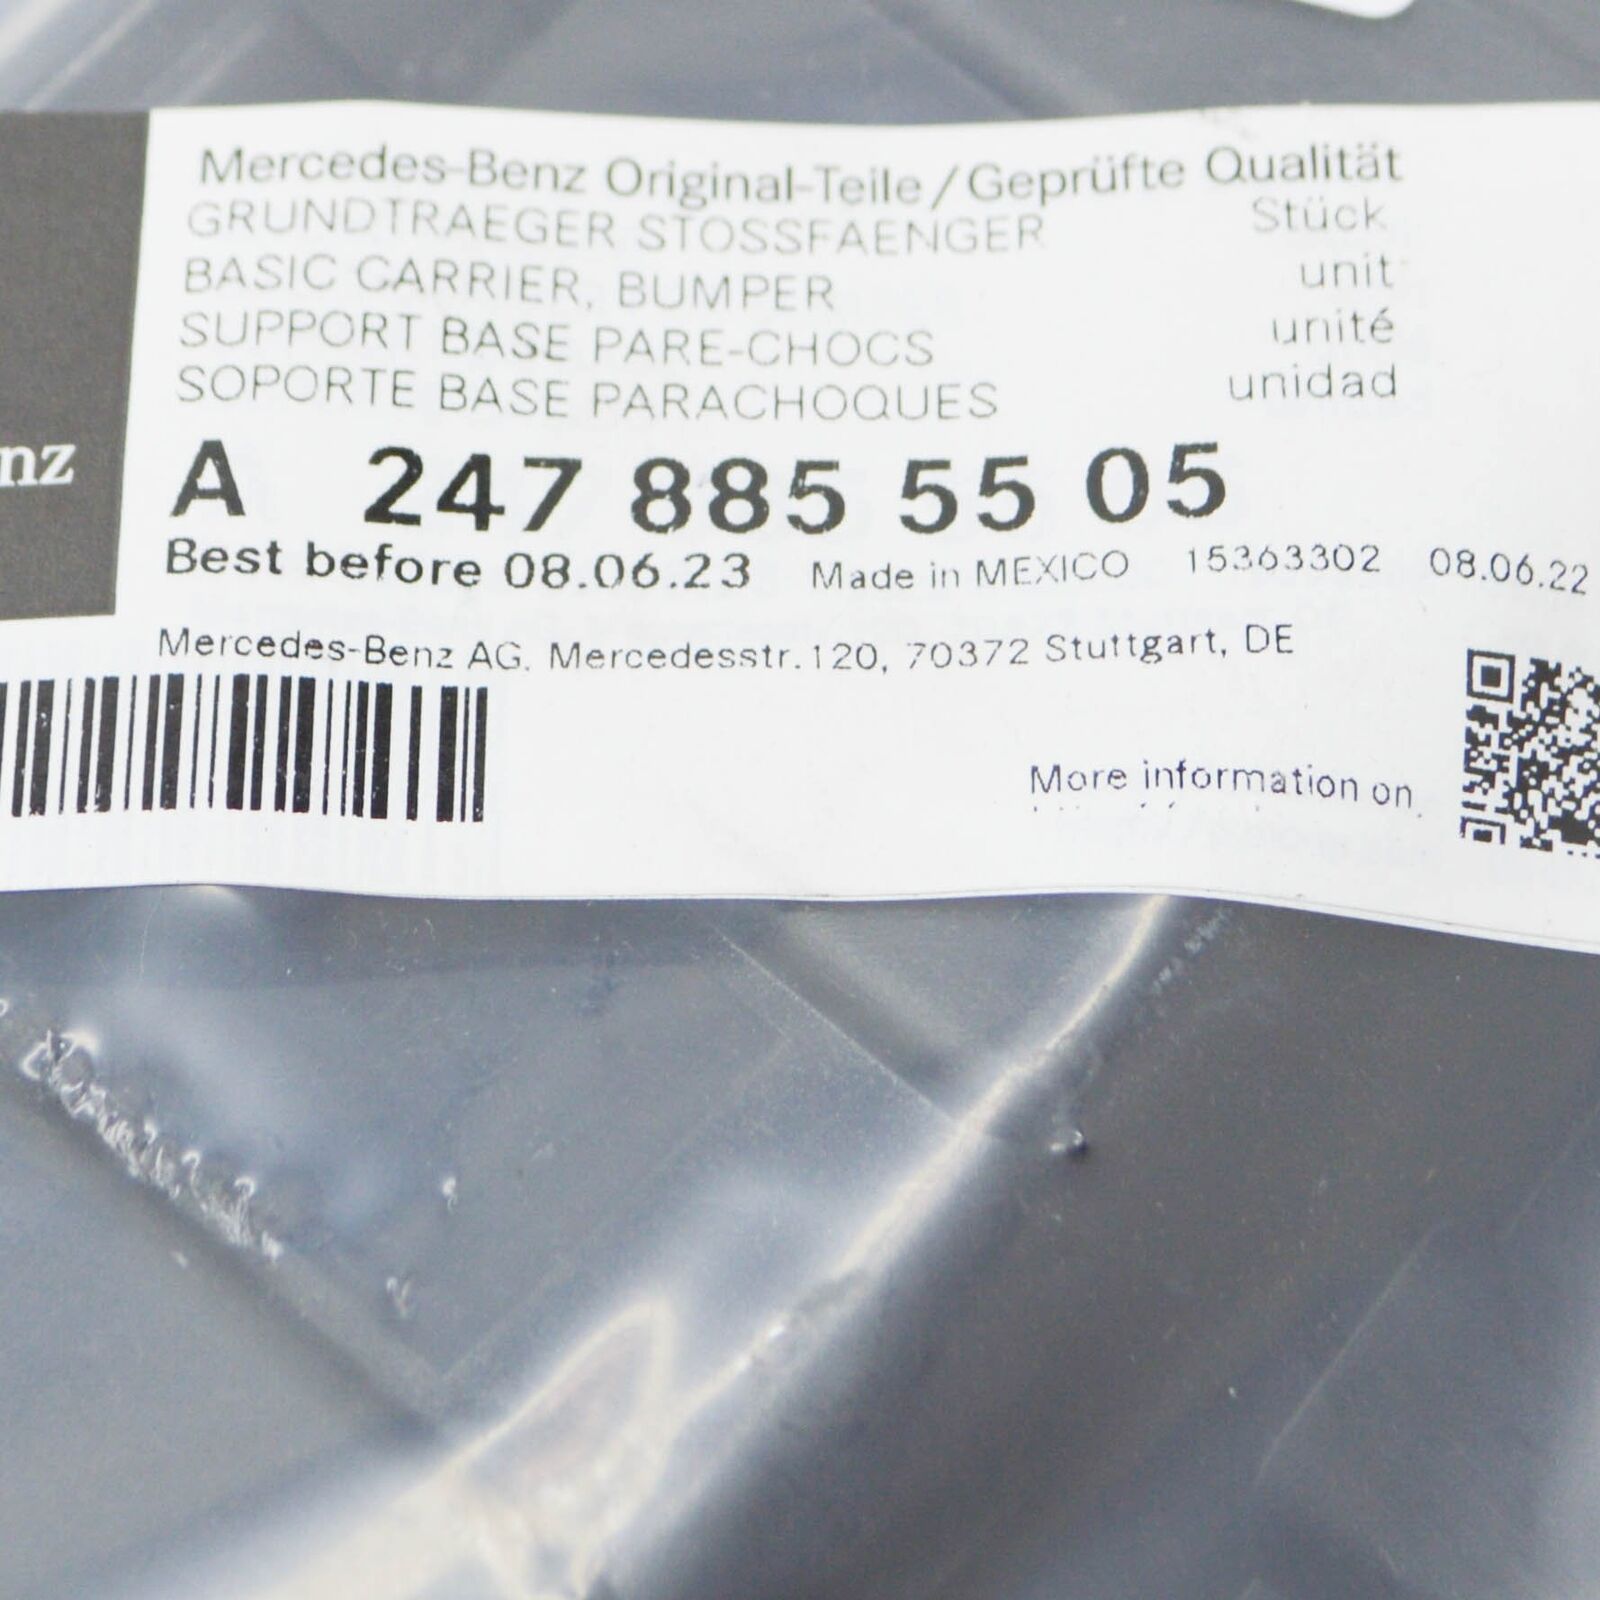 Mercedes-Benz Original-Teile/Geprüfte Qualität
GRUNDTRAEGER STOSSFAENGER Stück
BASIC CARRIER, BUMPER unit
SUPPORT BASE PARE-CHOCS unité
SOPORTE BASE PARACHOQUES unidad
nz
A 247 885 55 05
Best before 08.06.23 Made in MEXICO 15363302 08.06.22
Mercedes-Benz AG, Mercedesstr.120, 70372 Stuttgart, DE
More information on